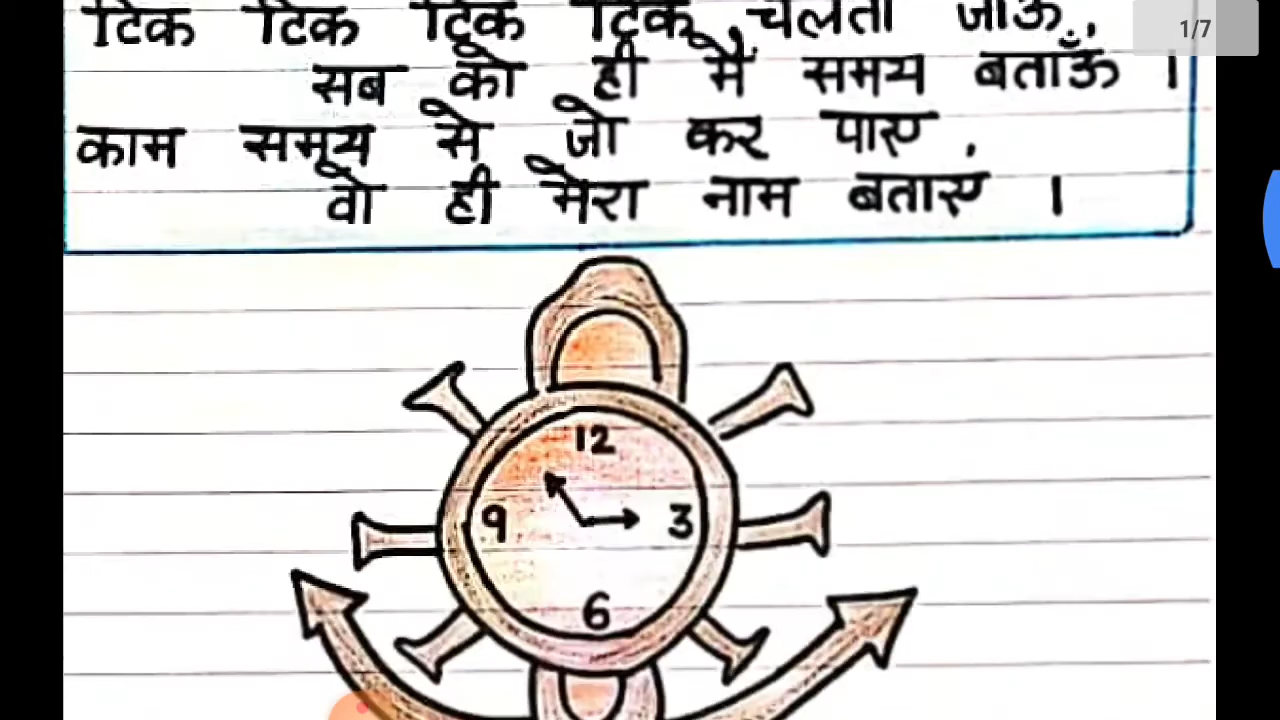 टिक टिक टिक टिक चलता जाऊँ,
सब को ही मैं समय बताऊँ ।
काम समय से जो कर पाए ,
वो ही मेरा नाम बताए ।
1/7
12
9 3
6